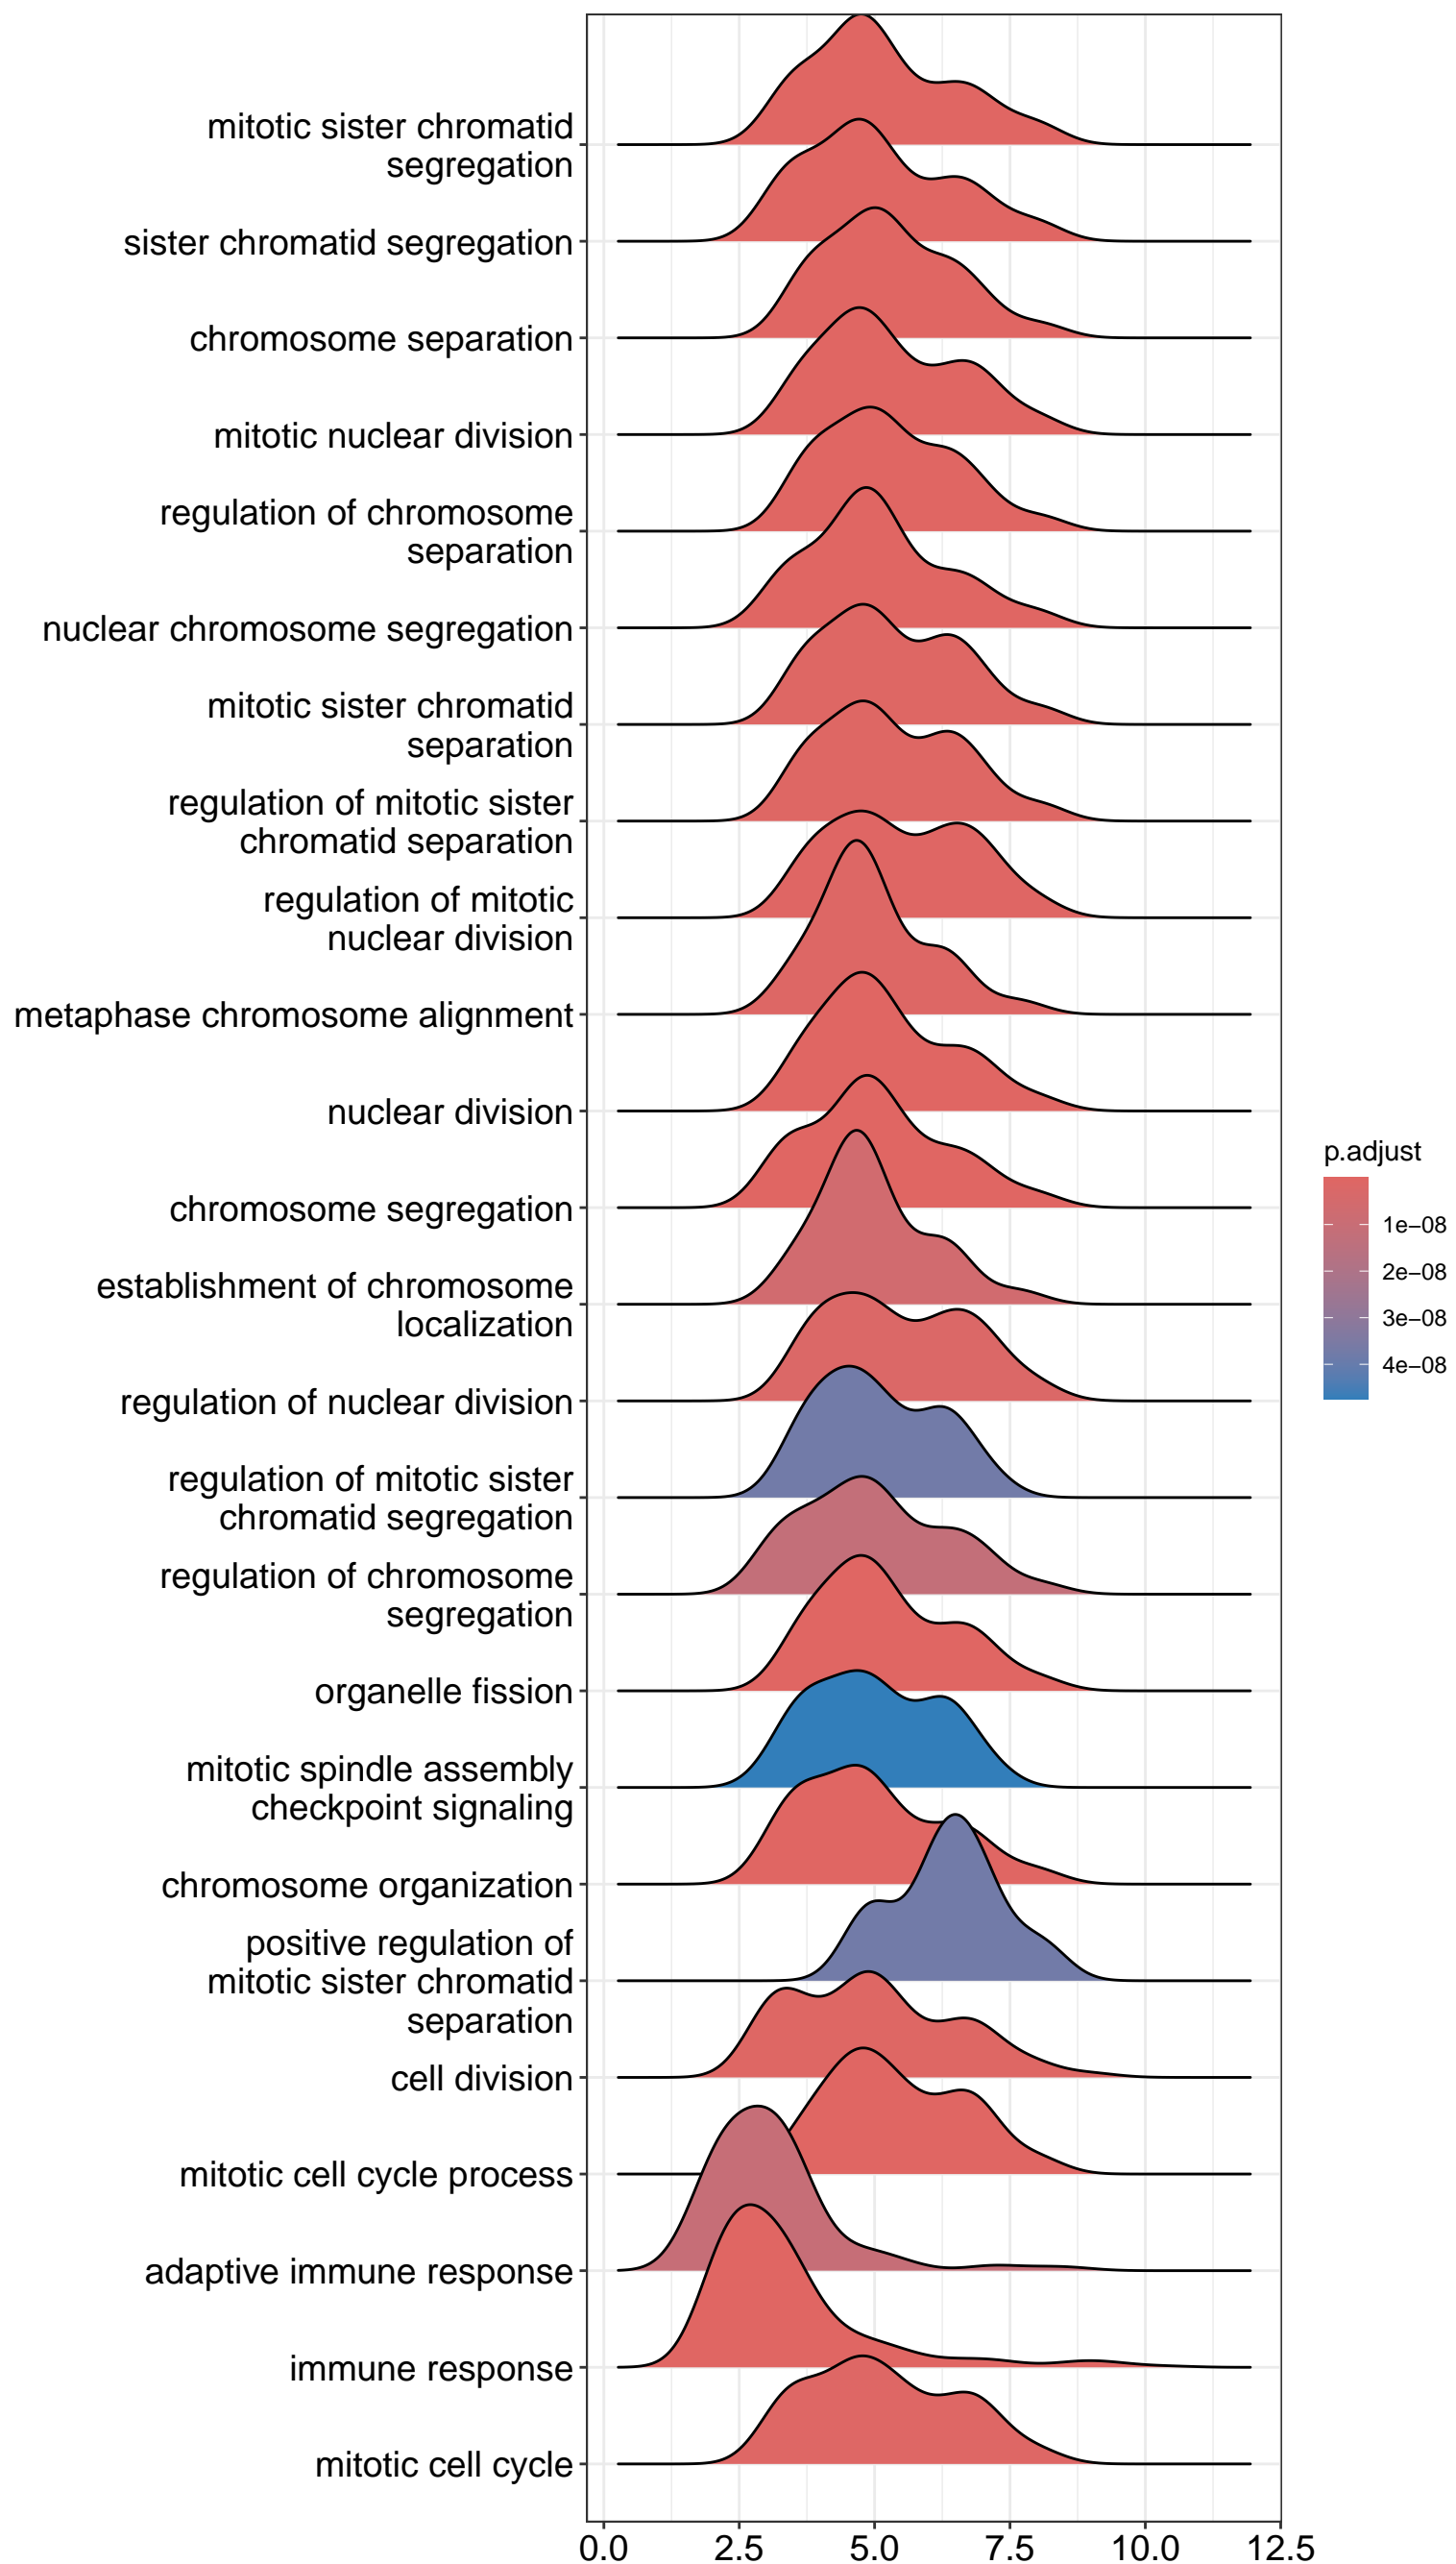 mitotic sister chromatid
segregation
sister chromatid segregation
chromosome separation
mitotic nuclear division
regulation of chromosome
separation
nuclear chromosome segregation
mitotic sister chromatid
separation
regulation of mitotic sister
chromatid separation
regulation of mitotic
nuclear division
metaphase chromosome alignment
nuclear division
chromosome segregation
establishment of chromosome
localization
regulation of nuclear division
regulation of mitotic sister
chromatid segregation
regulation of chromosome
segregation
organelle fission
mitotic spindle assembly
checkpoint signaling
chromosome organization
positive regulation of
mitotic sister chromatid
separation
cell division
mitotic cell cycle process
adaptive immune response
immune response
mitotic cell cycle
0.0 2.5 5.0 7.5 10.0 12.5
p.adjust
1e−08
2e−08
3e−08
4e−08